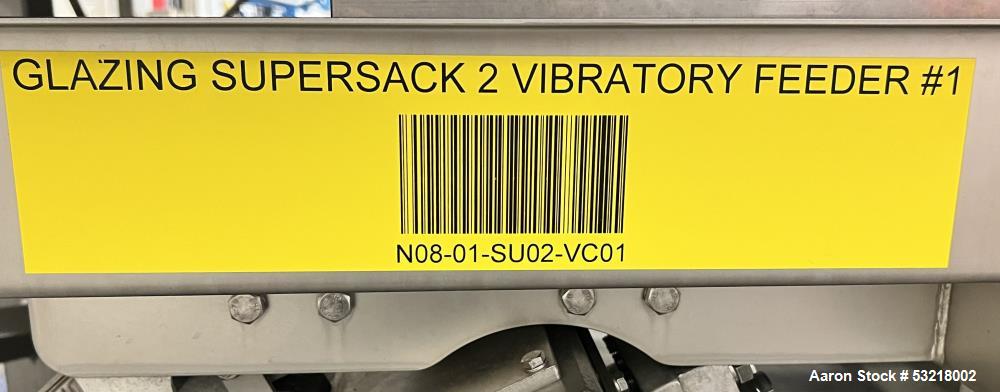 GLAZING SUPERSACK 2 VIBRATORY FEEDER #1
N08-01-SU02-VC01
Aaron Stock # 53218002